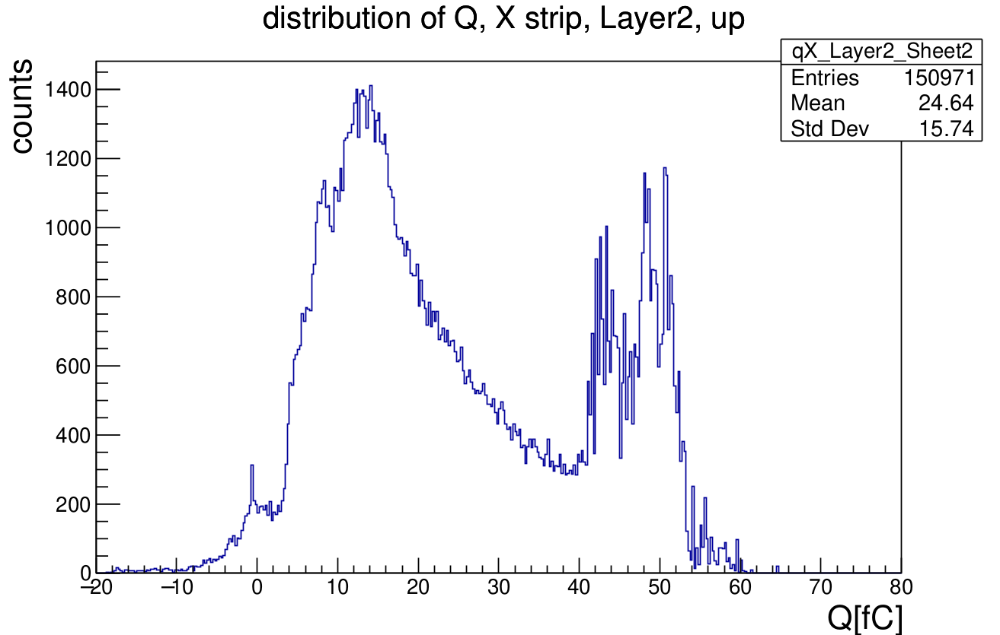 distribution of Q, X strip, Layer2, up
qX_Layer2_Sheet2
Entries 150971
Mean 24.64
Std Dev 15.74
counts
1400
1200
1000
800
600
400
200
0
−20 −10 0 10 20 30 40 50 60 70 80
Q[fC]